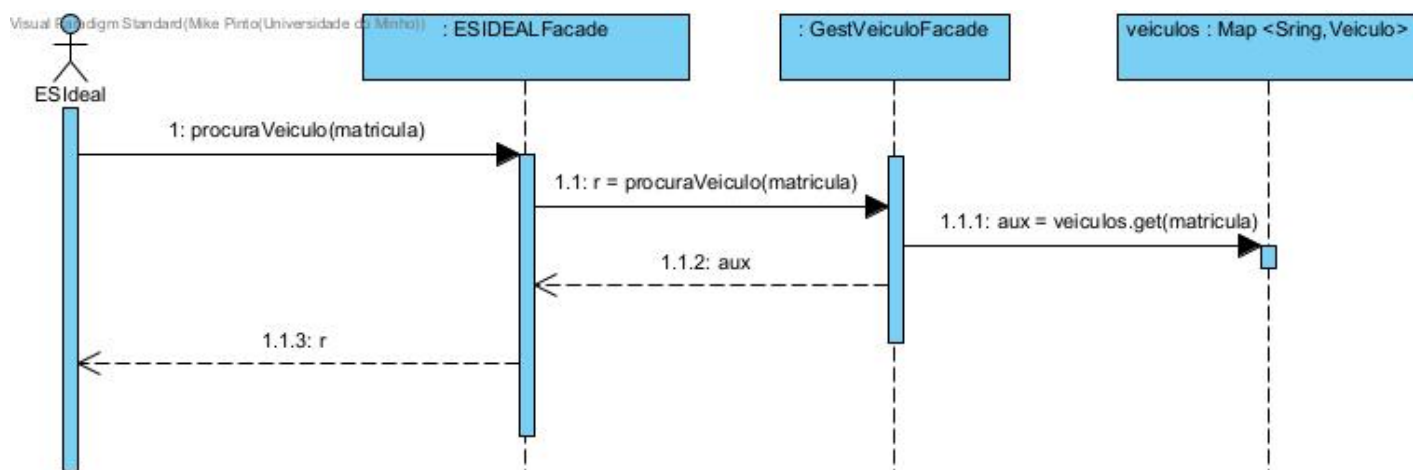 Visual Paradigm Standard(Mike Pinto(Universidade do Minho))
: ESIDEALFacade
: GestVeiculoFacade
veiculos : Map <Sring,Veiculo>
ESIdeal
1: procuraVeiculo(matricula)
1.1: r = procuraVeiculo(matricula)
1.1.1: aux = veiculos.get(matricula)
1.1.2: aux
1.1.3: r